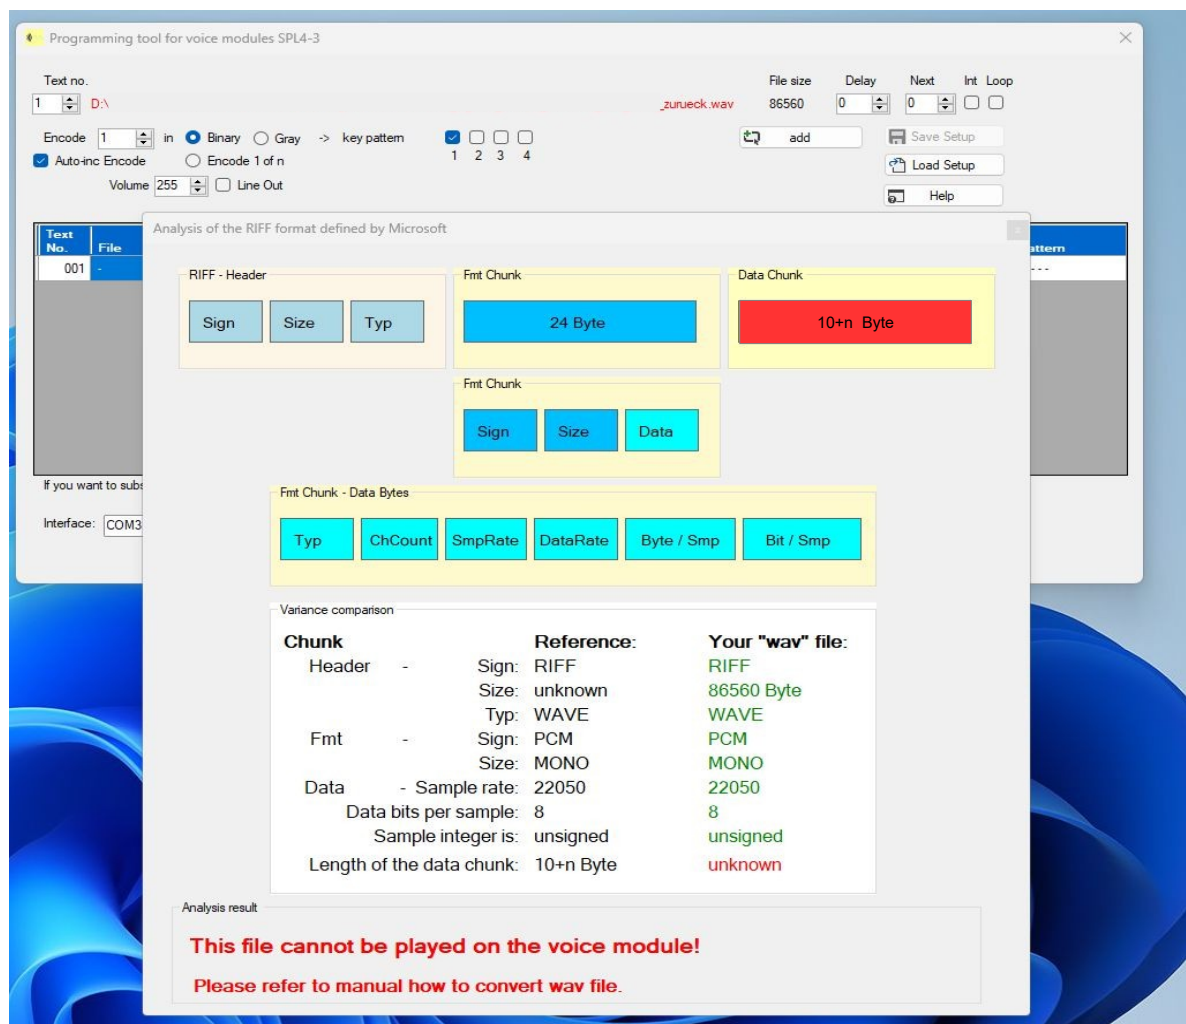 Programming tool for voice modules SPL4-3
Text no. File size Delay Next Int Loop
1 D:\ _zurueck.wav 86560 0 0
Encode 1 in Binary Gray -> key pattern add Save Setup
1 2 3 4
Auto-inc Encode Encode 1 of n Load Setup
Volume 255 Line Out Help
Text
No. File attern
001 - - - -
Analysis of the RIFF format defined by Microsoft
x
RIFF - Header Fmt Chunk Data Chunk
Sign Size Typ 24 Byte 10+n Byte
Fmt Chunk
Sign Size Data
If you want to subs
Fmt Chunk - Data Bytes
Interface: COM3
Typ ChCount SmpRate DataRate Byte / Smp Bit / Smp
Variance comparison
Chunk Reference: Your "wav" file:
Header - Sign: RIFF RIFF
Size: unknown 86560 Byte
Typ: WAVE WAVE
Fmt - Sign: PCM PCM
Size: MONO MONO
Data - Sample rate: 22050 22050
Data bits per sample: 8 8
Sample integer is: unsigned unsigned
Length of the data chunk: 10+n Byte unknown
Analysis result
This file cannot be played on the voice module!
Please refer to manual how to convert wav file.